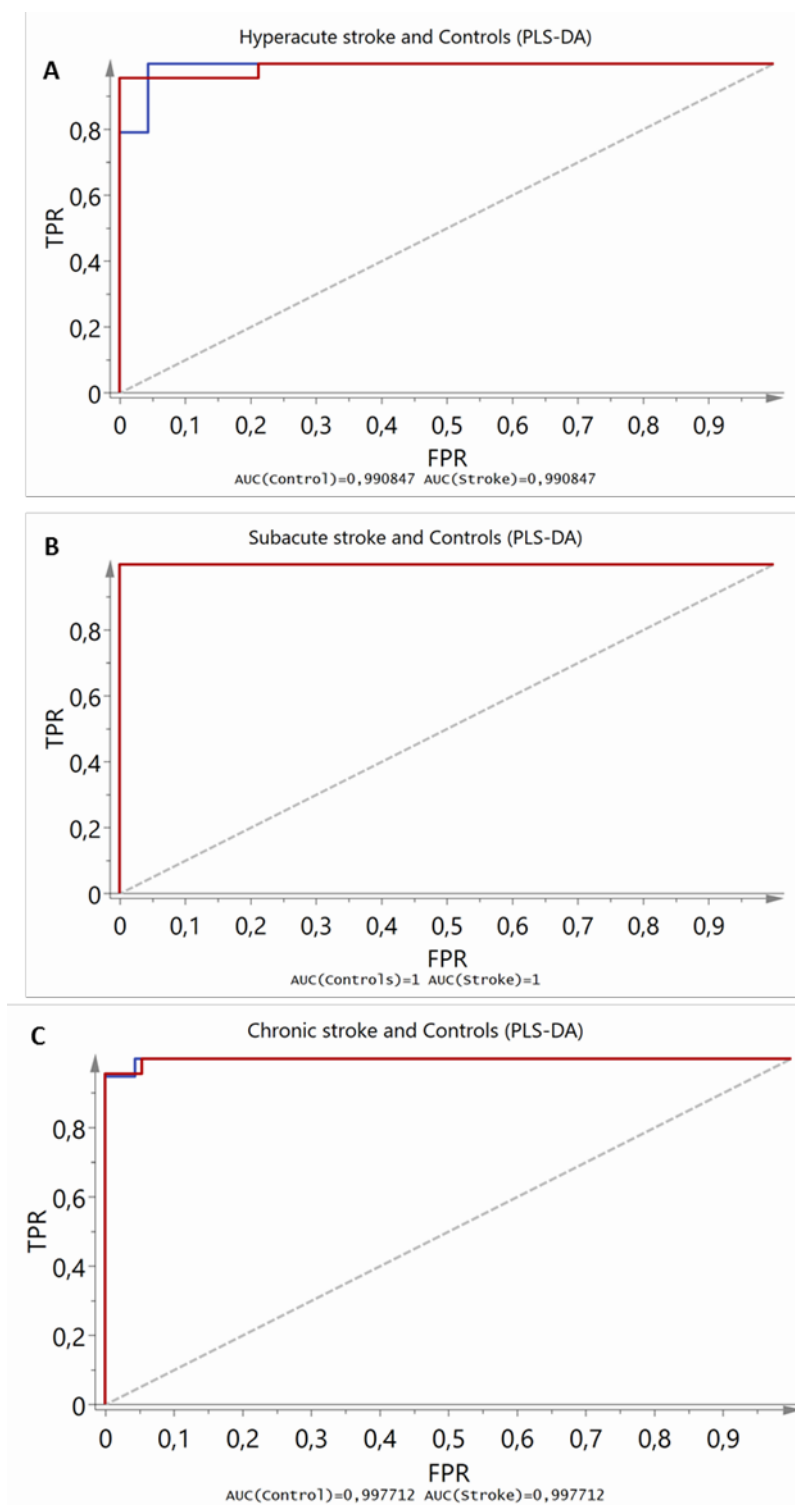 Hyperacute stroke and Controls (PLS-DA)
A
TPR
0,8
0,6
0,4
0,2
0
0 0,1 0,2 0,3 0,4 0,5 0,6 0,7 0,8 0,9
FPR
AUC(Control)=0,990847 AUC(Stroke)=0,990847
Subacute stroke and Controls (PLS-DA)
B
TPR
0,8
0,6
0,4
0,2
0
0 0,1 0,2 0,3 0,4 0,5 0,6 0,7 0,8 0,9
FPR
AUC(Controls)=1 AUC(Stroke)=1
Chronic stroke and Controls (PLS-DA)
C
TPR
0,8
0,6
0,4
0,2
0
0 0,1 0,2 0,3 0,4 0,5 0,6 0,7 0,8 0,9
FPR
AUC(Control)=0,997712 AUC(Stroke)=0,997712